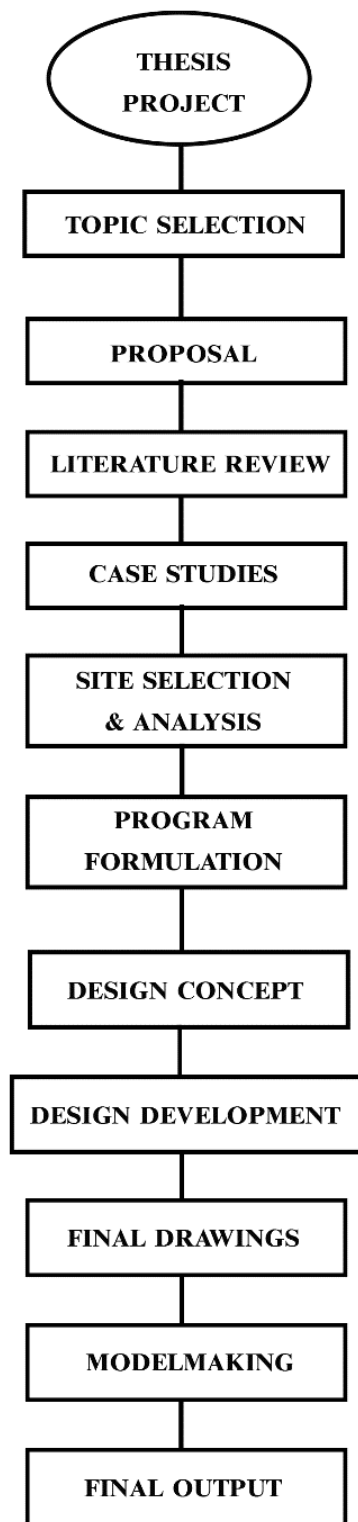 THESIS
PROJECT
TOPIC SELECTION
PROPOSAL
LITERATURE REVIEW
CASE STUDIES
SITE SELECTION
& ANALYSIS
PROGRAM
FORMULATION
DESIGN CONCEPT
DESIGN DEVELOPMENT
FINAL DRAWINGS
MODELMAKING
FINAL OUTPUT